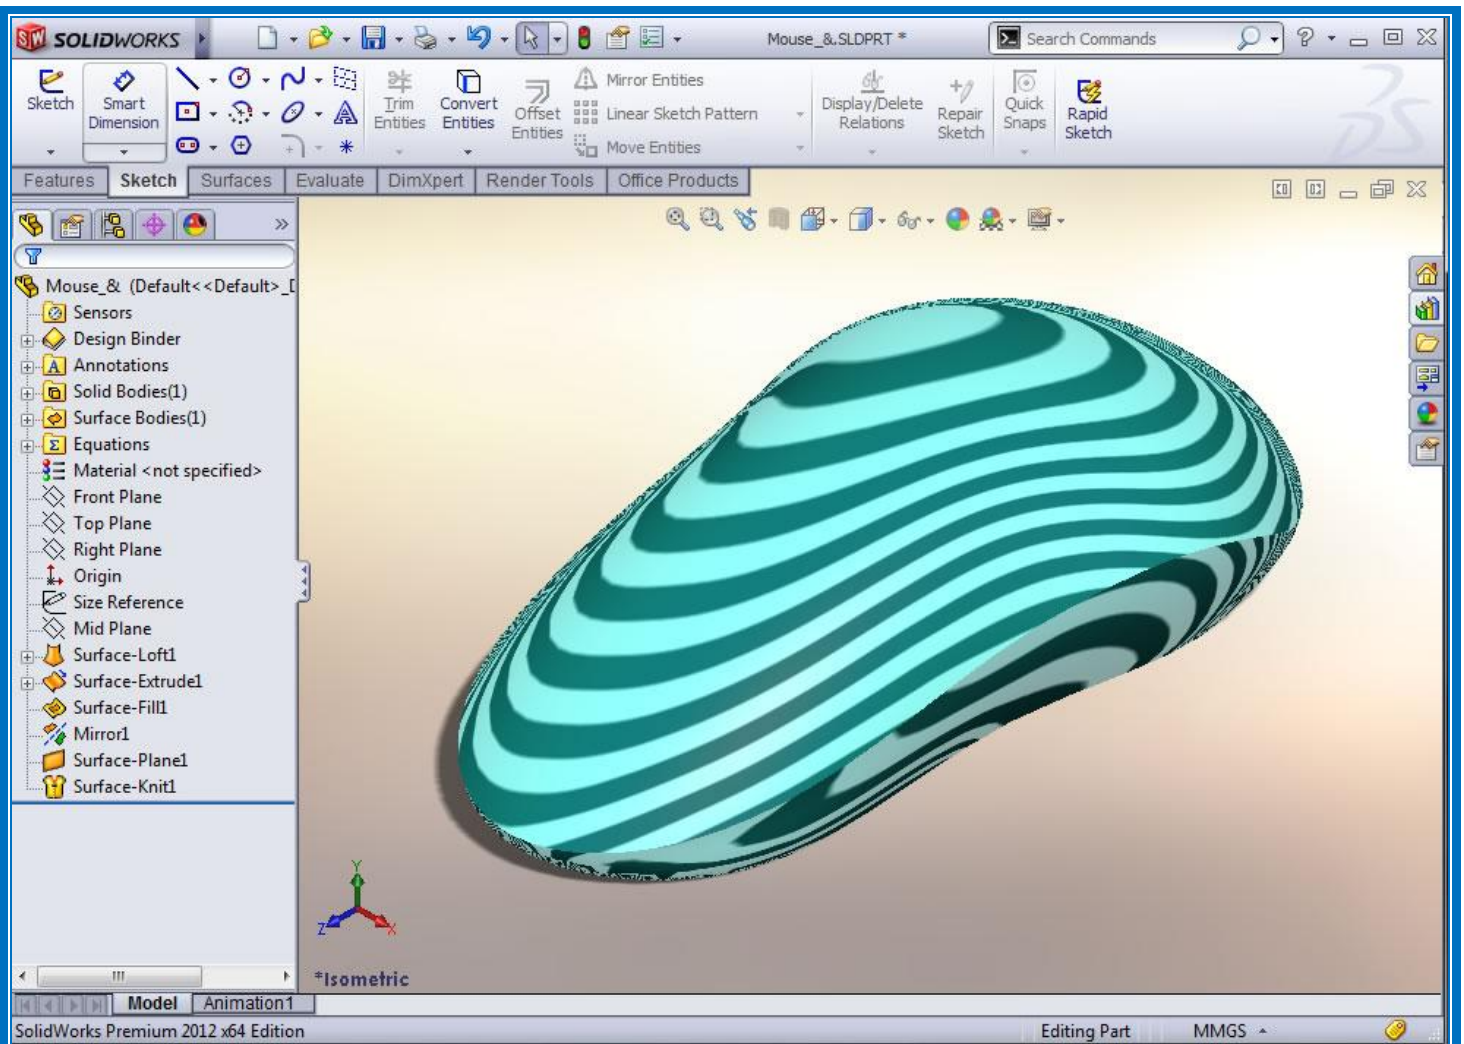 SOLIDWORKS
Mouse_&.SLDPRT *
Search Commands
Sketch
Smart
Dimension
Trim
Entities
Convert
Entities
Offset
Entities
Mirror Entities
Linear Sketch Pattern
Move Entities
Display/Delete
Relations
Repair
Sketch
Quick
Snaps
Rapid
Sketch
Features Sketch Surfaces Evaluate DimXpert Render Tools Office Products
Mouse_& (Default<<Default>_D
Sensors
Design Binder
Annotations
Solid Bodies(1)
Surface Bodies(1)
Equations
Material <not specified>
Front Plane
Top Plane
Right Plane
Origin
Size Reference
Mid Plane
Surface-Loft1
Surface-Extrude1
Surface-Fill1
Mirror1
Surface-Plane1
Surface-Knit1
Y
Z
X
*Isometric
Model Animation1
SolidWorks Premium 2012 x64 Edition
Editing Part
MMGS